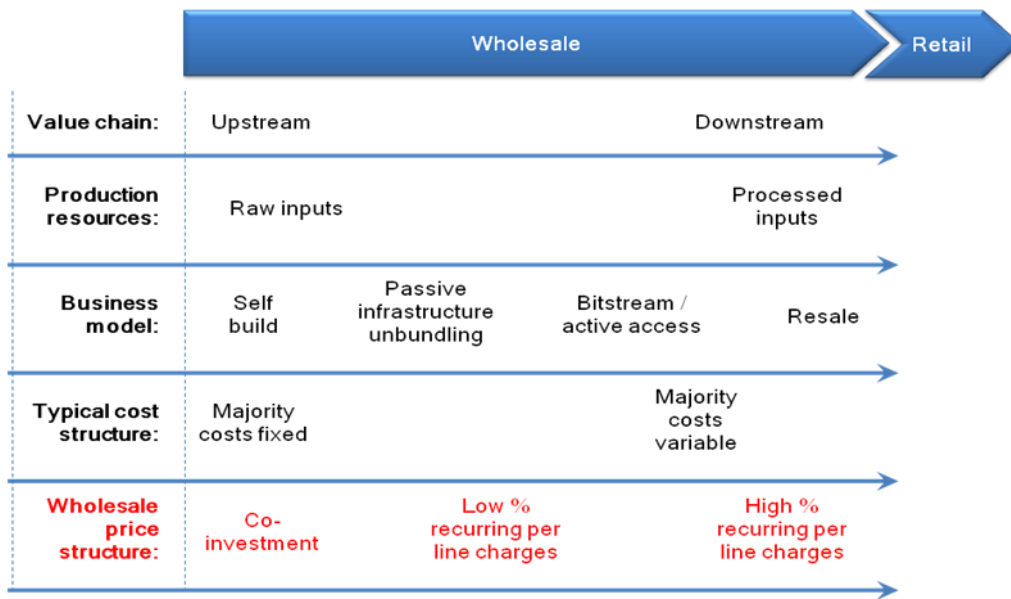 Wholesale
Retail
Value chain:
Upstream
Downstream
Production
resources:
Raw inputs
Processed
inputs
Business
model:
Self
build
Passive
infrastructure
unbundling
Bitstream /
active access
Resale
Typical cost
structure:
Majority
costs fixed
Majority
costs
variable
Wholesale
price
structure:
Co-
investment
Low %
recurring per
line charges
High %
recurring per
line charges